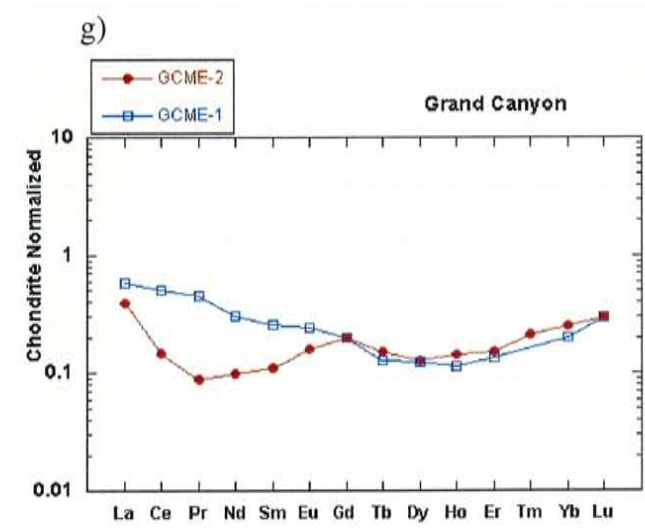 g)
GCME-2
GCME-1
Grand Canyon
10
1
0.1
0.01
Chondrite Normalized
La Ce Pr Nd Sm Eu Gd Tb Dy Ho Er Tm Yb Lu